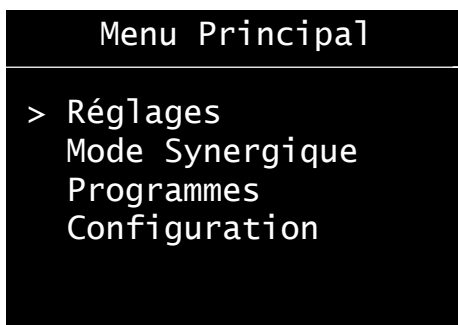 Menu Principal
> Réglages
Mode Synergique
Programmes
Configuration